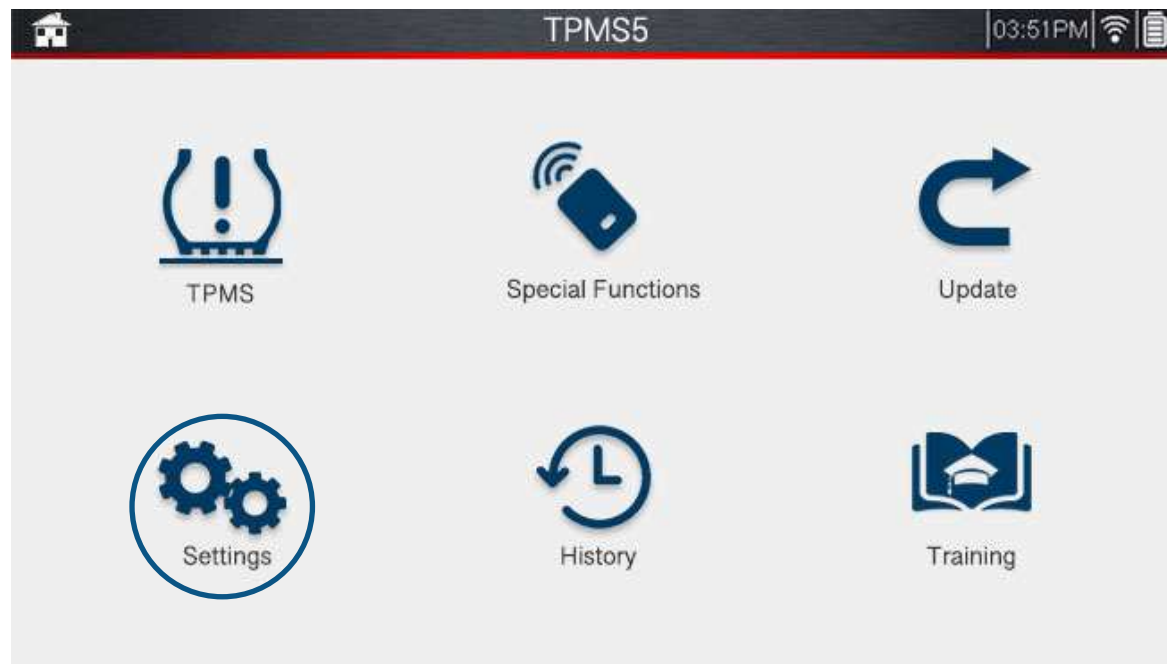 TPMS5
03:51PM
TPMS
Special Functions
Update
Settings
History
Training